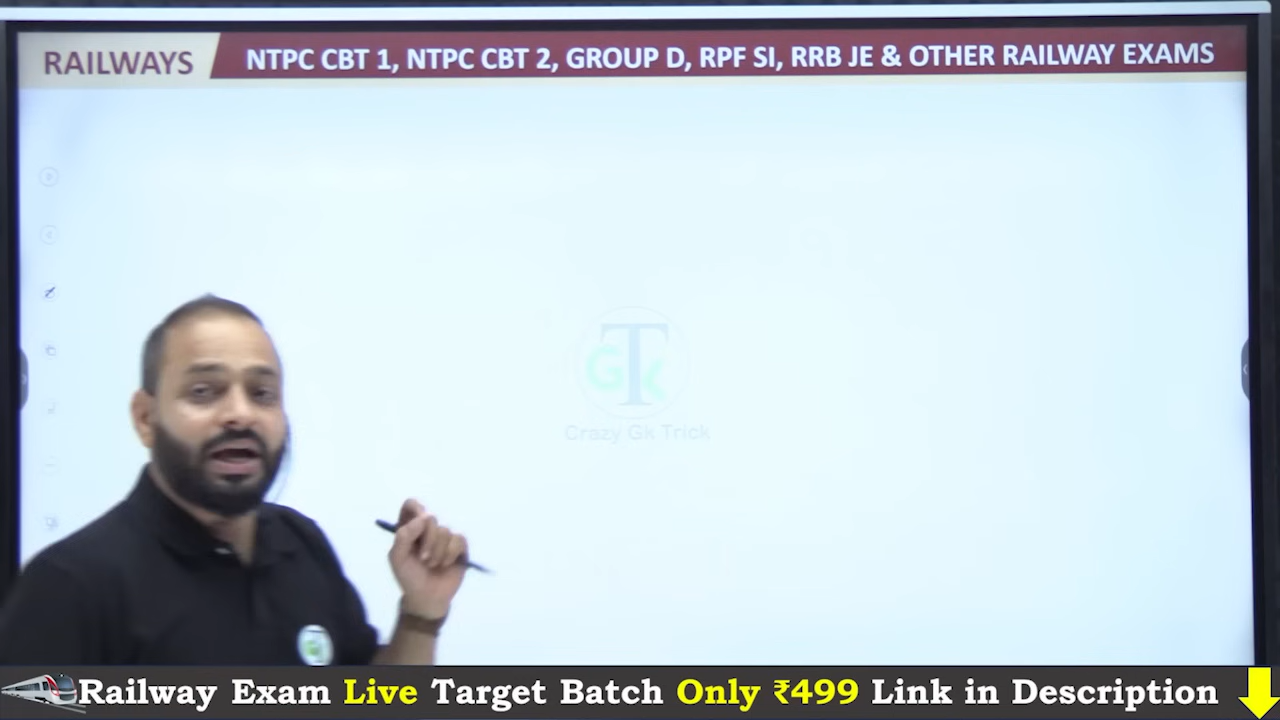 RAILWAYS
NTPC CBT 1, NTPC CBT 2, GROUP D, RPF SI, RRB JE & OTHER RAILWAY EXAMS
GTK
Crazy Gk Trick
Railway Exam Live Target Batch Only ₹499 Link in Description